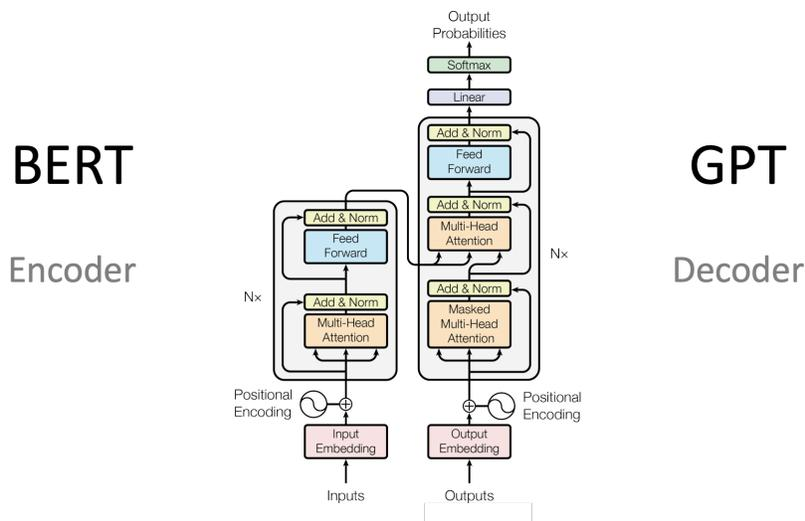 Output
Probabilities
Softmax
Linear
Add & Norm
Feed
Forward
Add & Norm
Multi-Head
Attention
Add & Norm
Masked
Multi-Head
Attention
N×
Positional
Encoding
Output
Embedding
Outputs
BERT
Encoder
Add & Norm
Feed
Forward
Add & Norm
Multi-Head
Attention
N×
Positional
Encoding
Input
Embedding
Inputs
GPT
Decoder